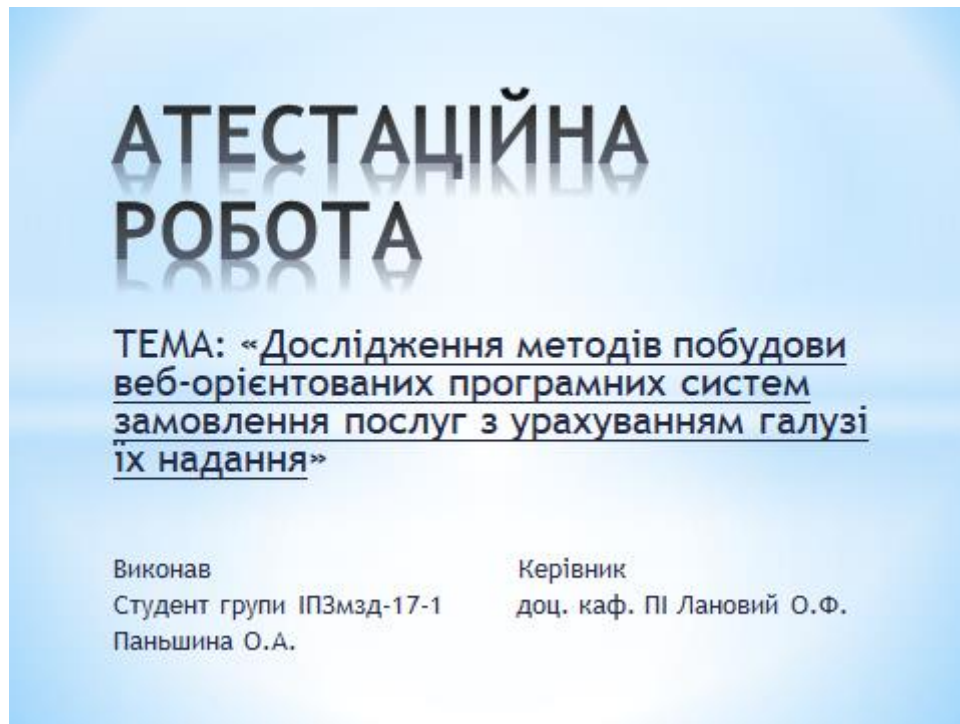 АТЕСТАЦІЙНА
РОБОТА
ТЕМА: «Дослідження методів побудови
веб-орієнтованих програмних систем
замовлення послуг з урахуванням галузі
їх надання»
Виконав
Студент групи ІПЗмзд-17-1
Паньшина О.А.
Керівник
доц. каф. ПІ Лановий О.Ф.